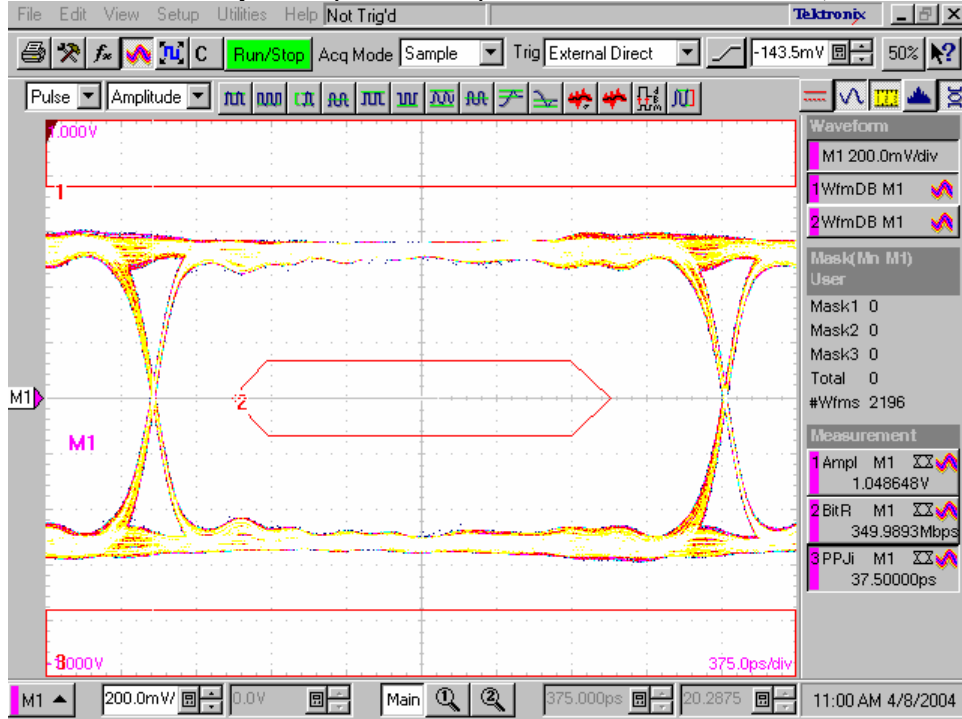 File Edit View Setup Utilities Help Not Trig'd Tektronix
C Run/Stop Acq Mode Sample Trig External Direct -143.5mV 50%
Pulse Amplitude
1.000V
Waveform
M1 200.0mV/div
1 WfmDB M1
2 WfmDB M1
Mask(Mn M1)
User
Mask1 0
Mask2 0
Mask3 0
Total 0
#Wfms 2196
Measurement
1 Ampl M1
1.048648V
2 BitR M1
349.9893Mbps
3 PPJi M1
37.50000ps
1
2
M1
M1
3
375.0ps/div
M1 200.0mV/ 0.0V Main 1 2 375.000ps 20.2875 11:00 AM 4/8/2004